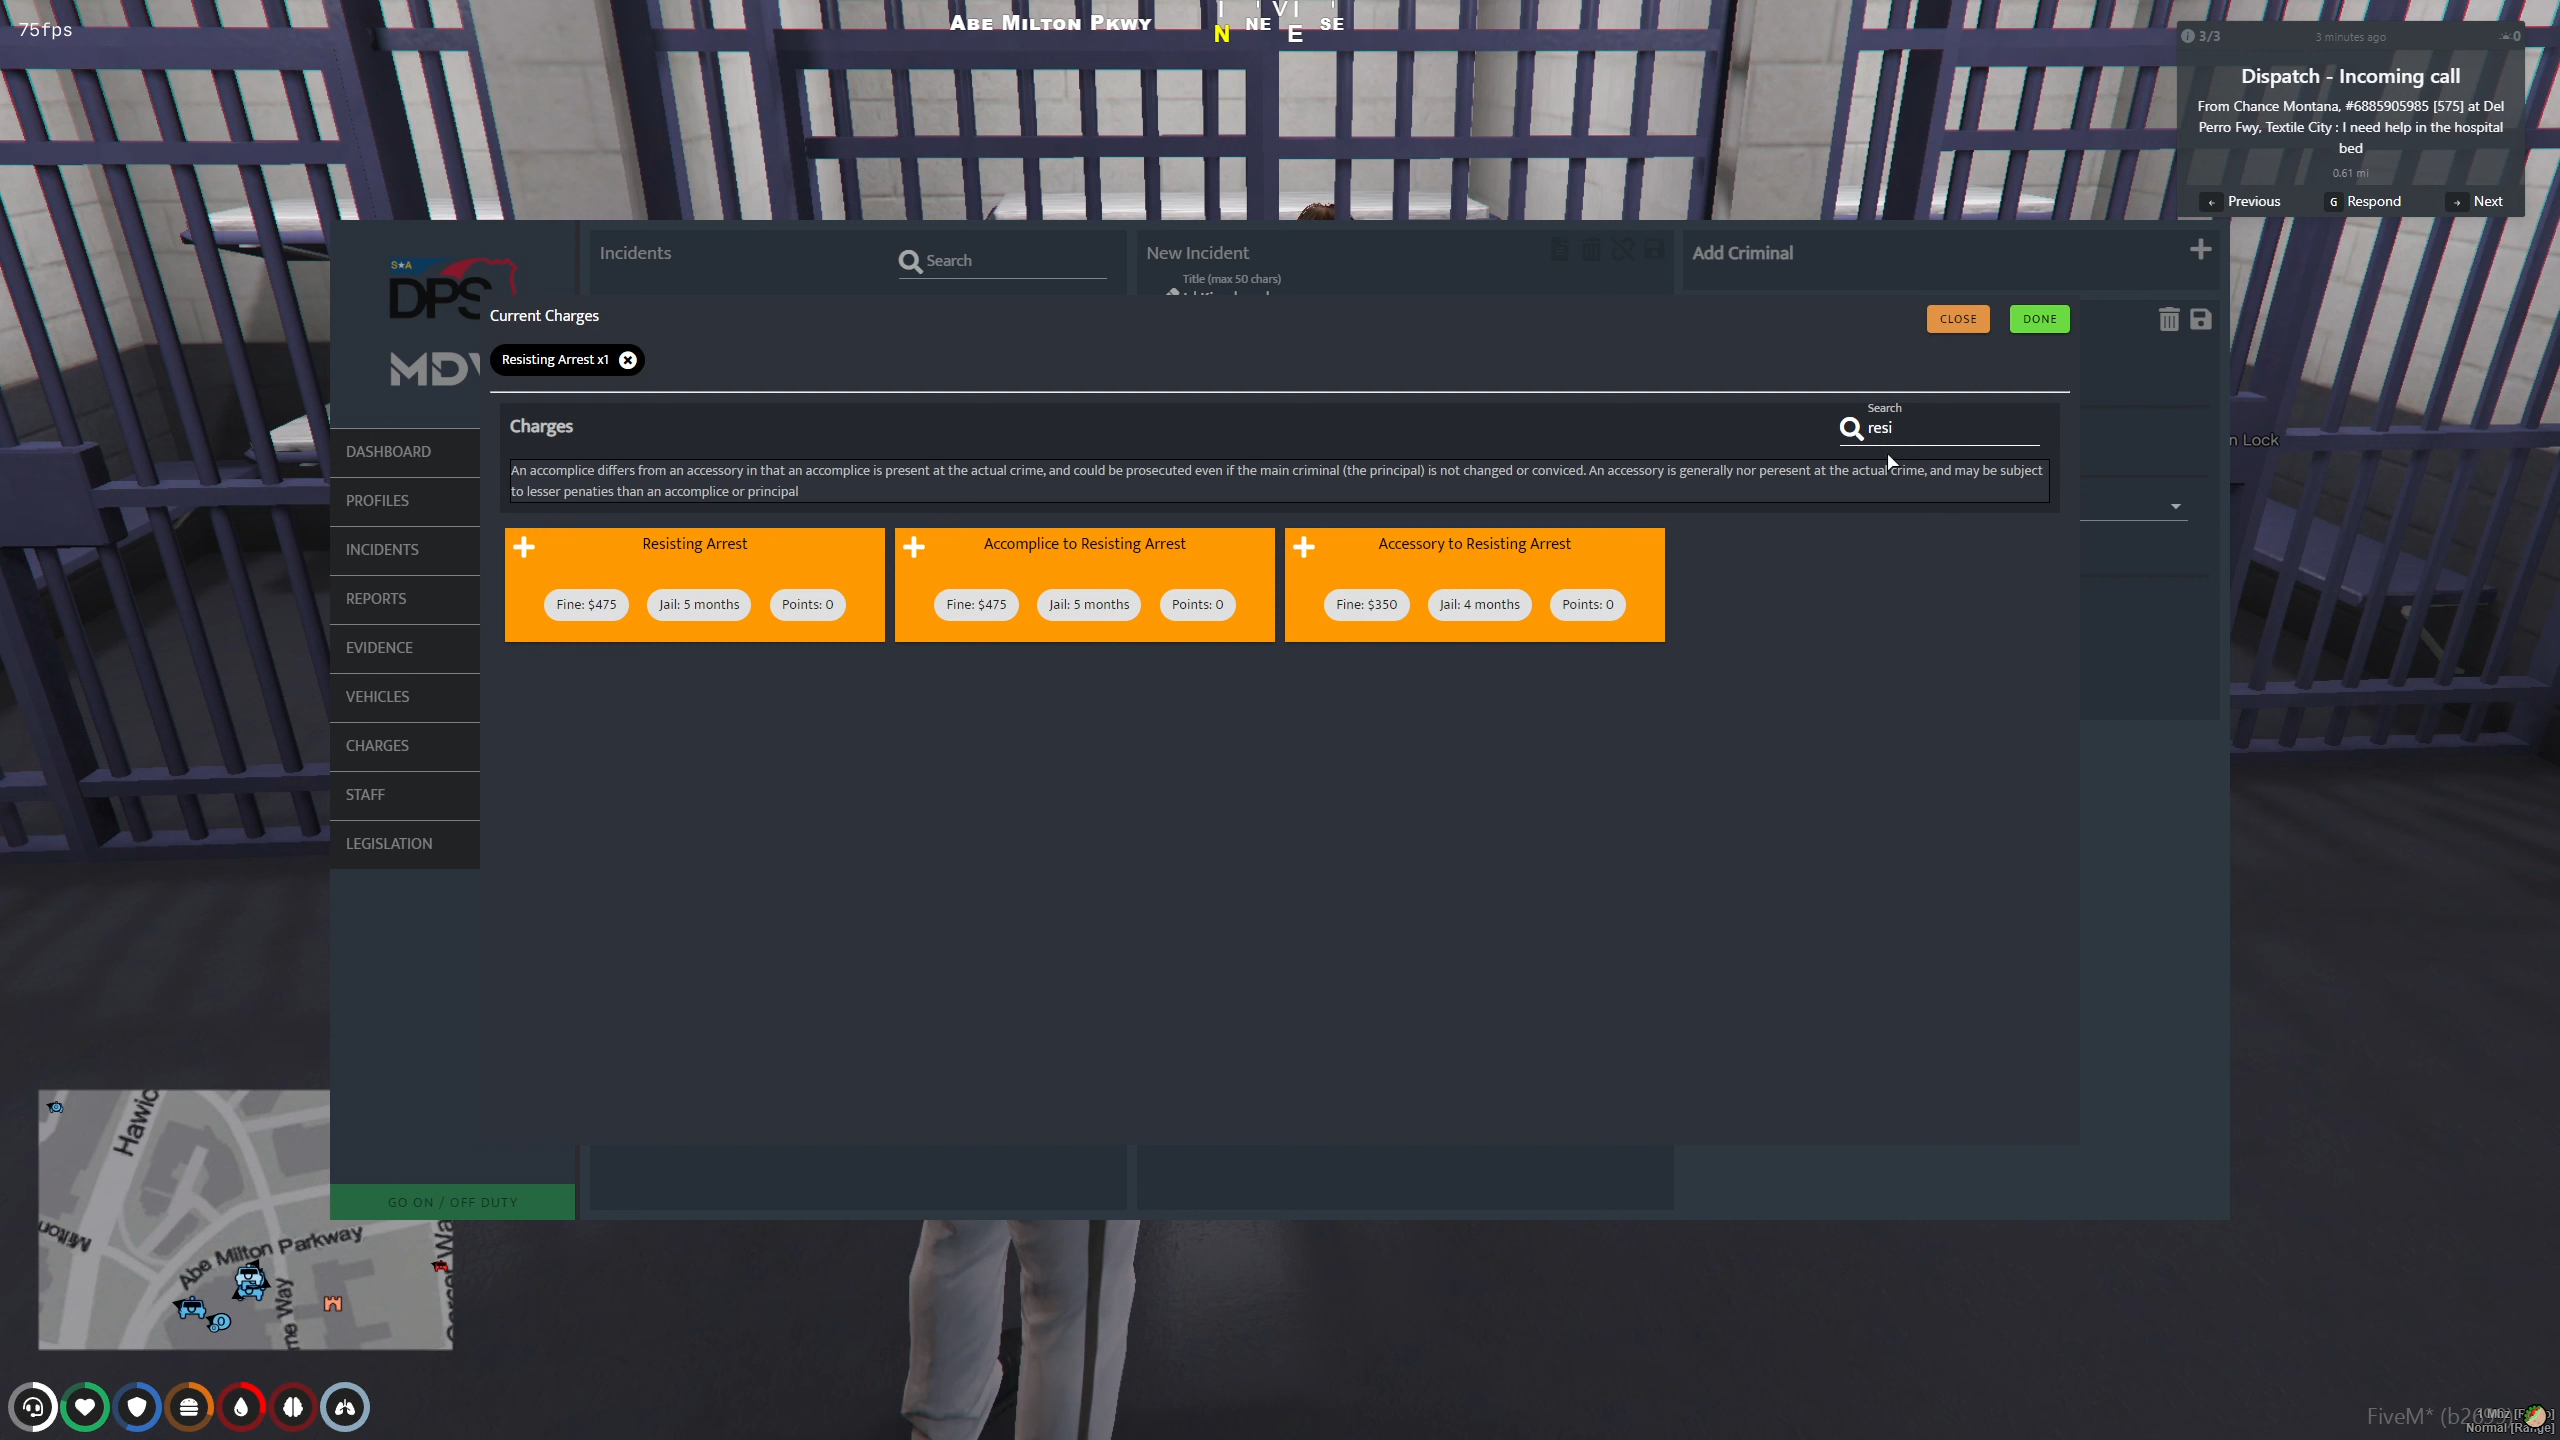 75fps
Abe Milton Pkwy
N NE E SE
3/3
3 minutes ago
0
Dispatch - Incoming call
From Chance Montana, #6885905985 [575] at Del
Perro Fwy, Textile City : I need help in the hospital
bed
0.61 mi
← Previous
G Respond
→ Next
S★A
DPS
Incidents
Search
New Incident
Title (max 50 chars)
Add Criminal
Current Charges
CLOSE
DONE
Resisting Arrest x1
Charges
Search
resi
An accomplice differs from an accessory in that an accomplice is present at the actual crime, and could be prosecuted even if the main criminal (the principal) is not changed or conviced. An accessory is generally nor peresent at the actual crime, and may be subject
to lesser penaties than an accomplice or principal
Resisting Arrest
Fine: $475
Jail: 5 months
Points: 0
Accomplice to Resisting Arrest
Fine: $475
Jail: 5 months
Points: 0
Accessory to Resisting Arrest
Fine: $350
Jail: 4 months
Points: 0
Lock
DASHBOARD
PROFILES
INCIDENTS
REPORTS
EVIDENCE
VEHICLES
CHARGES
STAFF
LEGISLATION
GO ON / OFF DUTY
Abe Milton Parkway
Milton
FiveM*
Normal